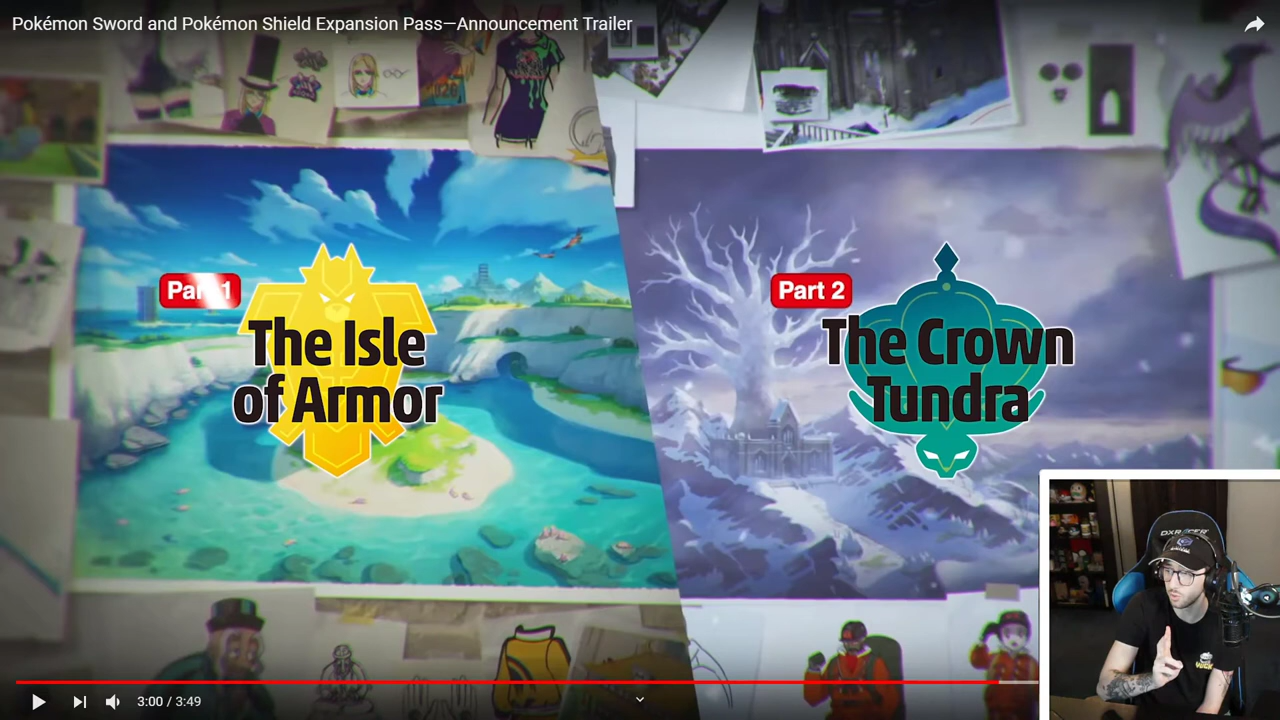 Pokémon Sword and Pokémon Shield Expansion Pass—Announcement Trailer
Part 1
The Isle
of Armor
Part 2
The Crown
Tundra
DXRACER
3:00 / 3:49